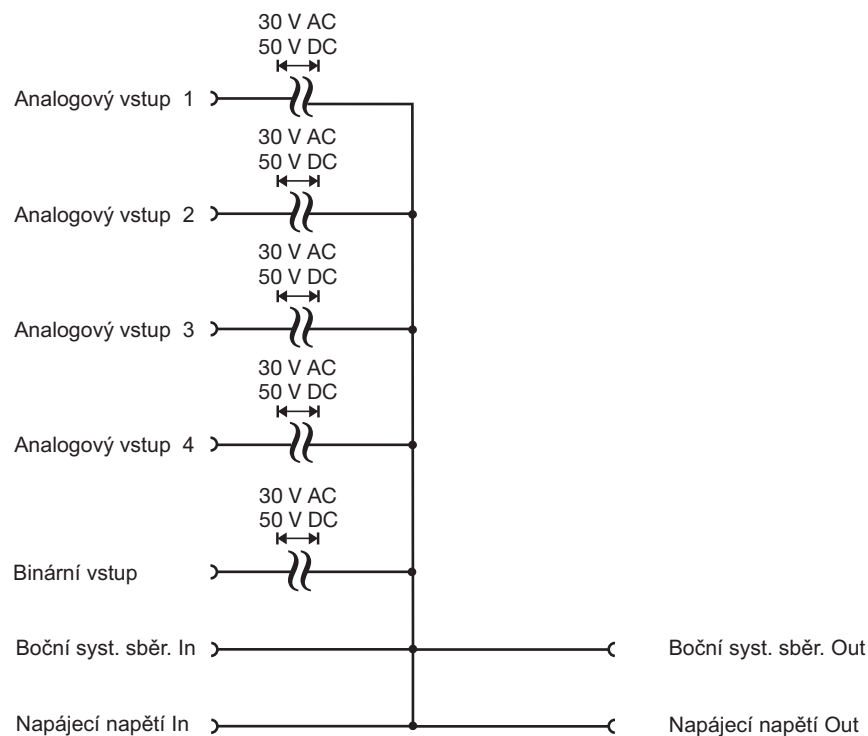 30 V AC
50 V DC
Analogový vstup 1
30 V AC
50 V DC
Analogový vstup 2
30 V AC
50 V DC
Analogový vstup 3
30 V AC
50 V DC
Analogový vstup 4
30 V AC
50 V DC
Binární vstup
Boční syst. sběr. In
Boční syst. sběr. Out
Napájecí napětí In
Napájecí napětí Out